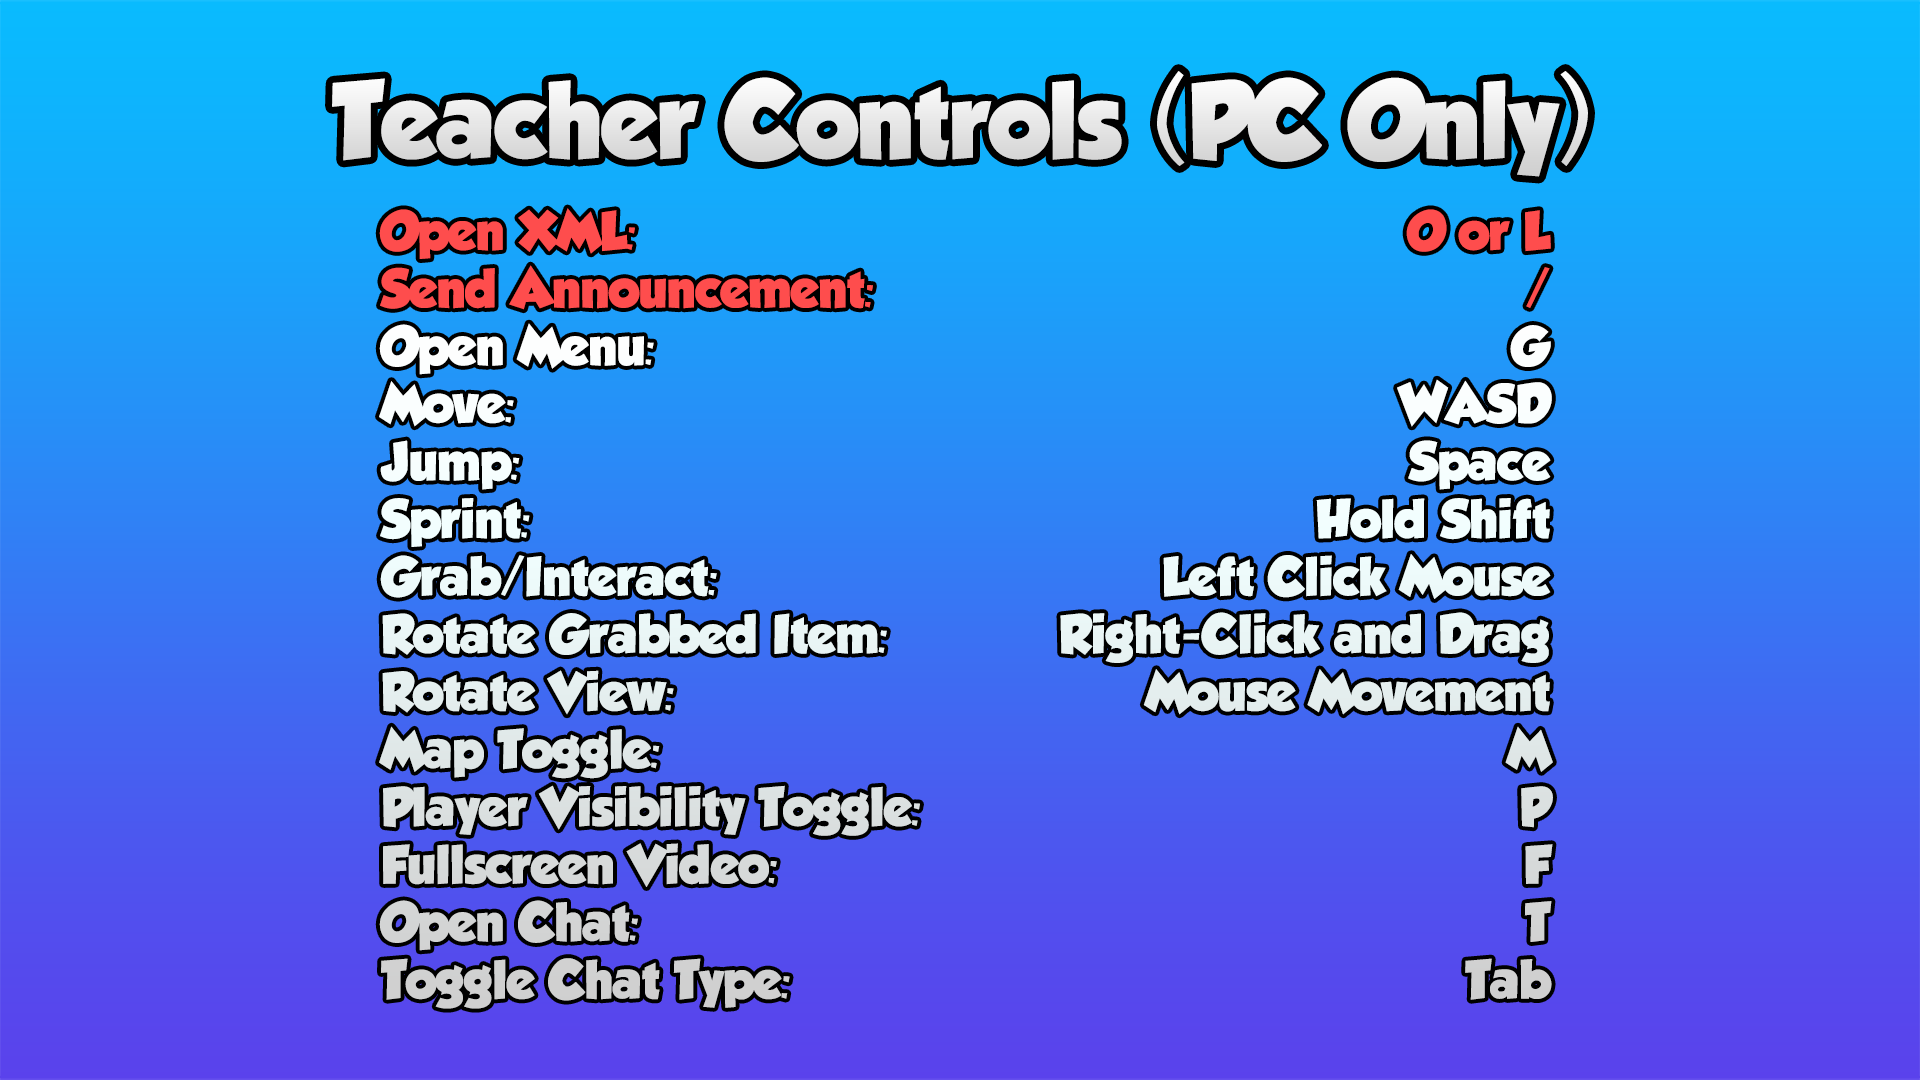 Teacher Controls (PC Only)
Open XML: O or L
Send Announcement: /
Open Menu: G
Move: WASD
Jump: Space
Sprint: Hold Shift
Grab/Interact: Left Click Mouse
Rotate Grabbed Item: Right-Click and Drag
Rotate View: Mouse Movement
Map Toggle: M
Player Visibility Toggle: P
Fullscreen Video: F
Open Chat: T
Toggle Chat Type: Tab